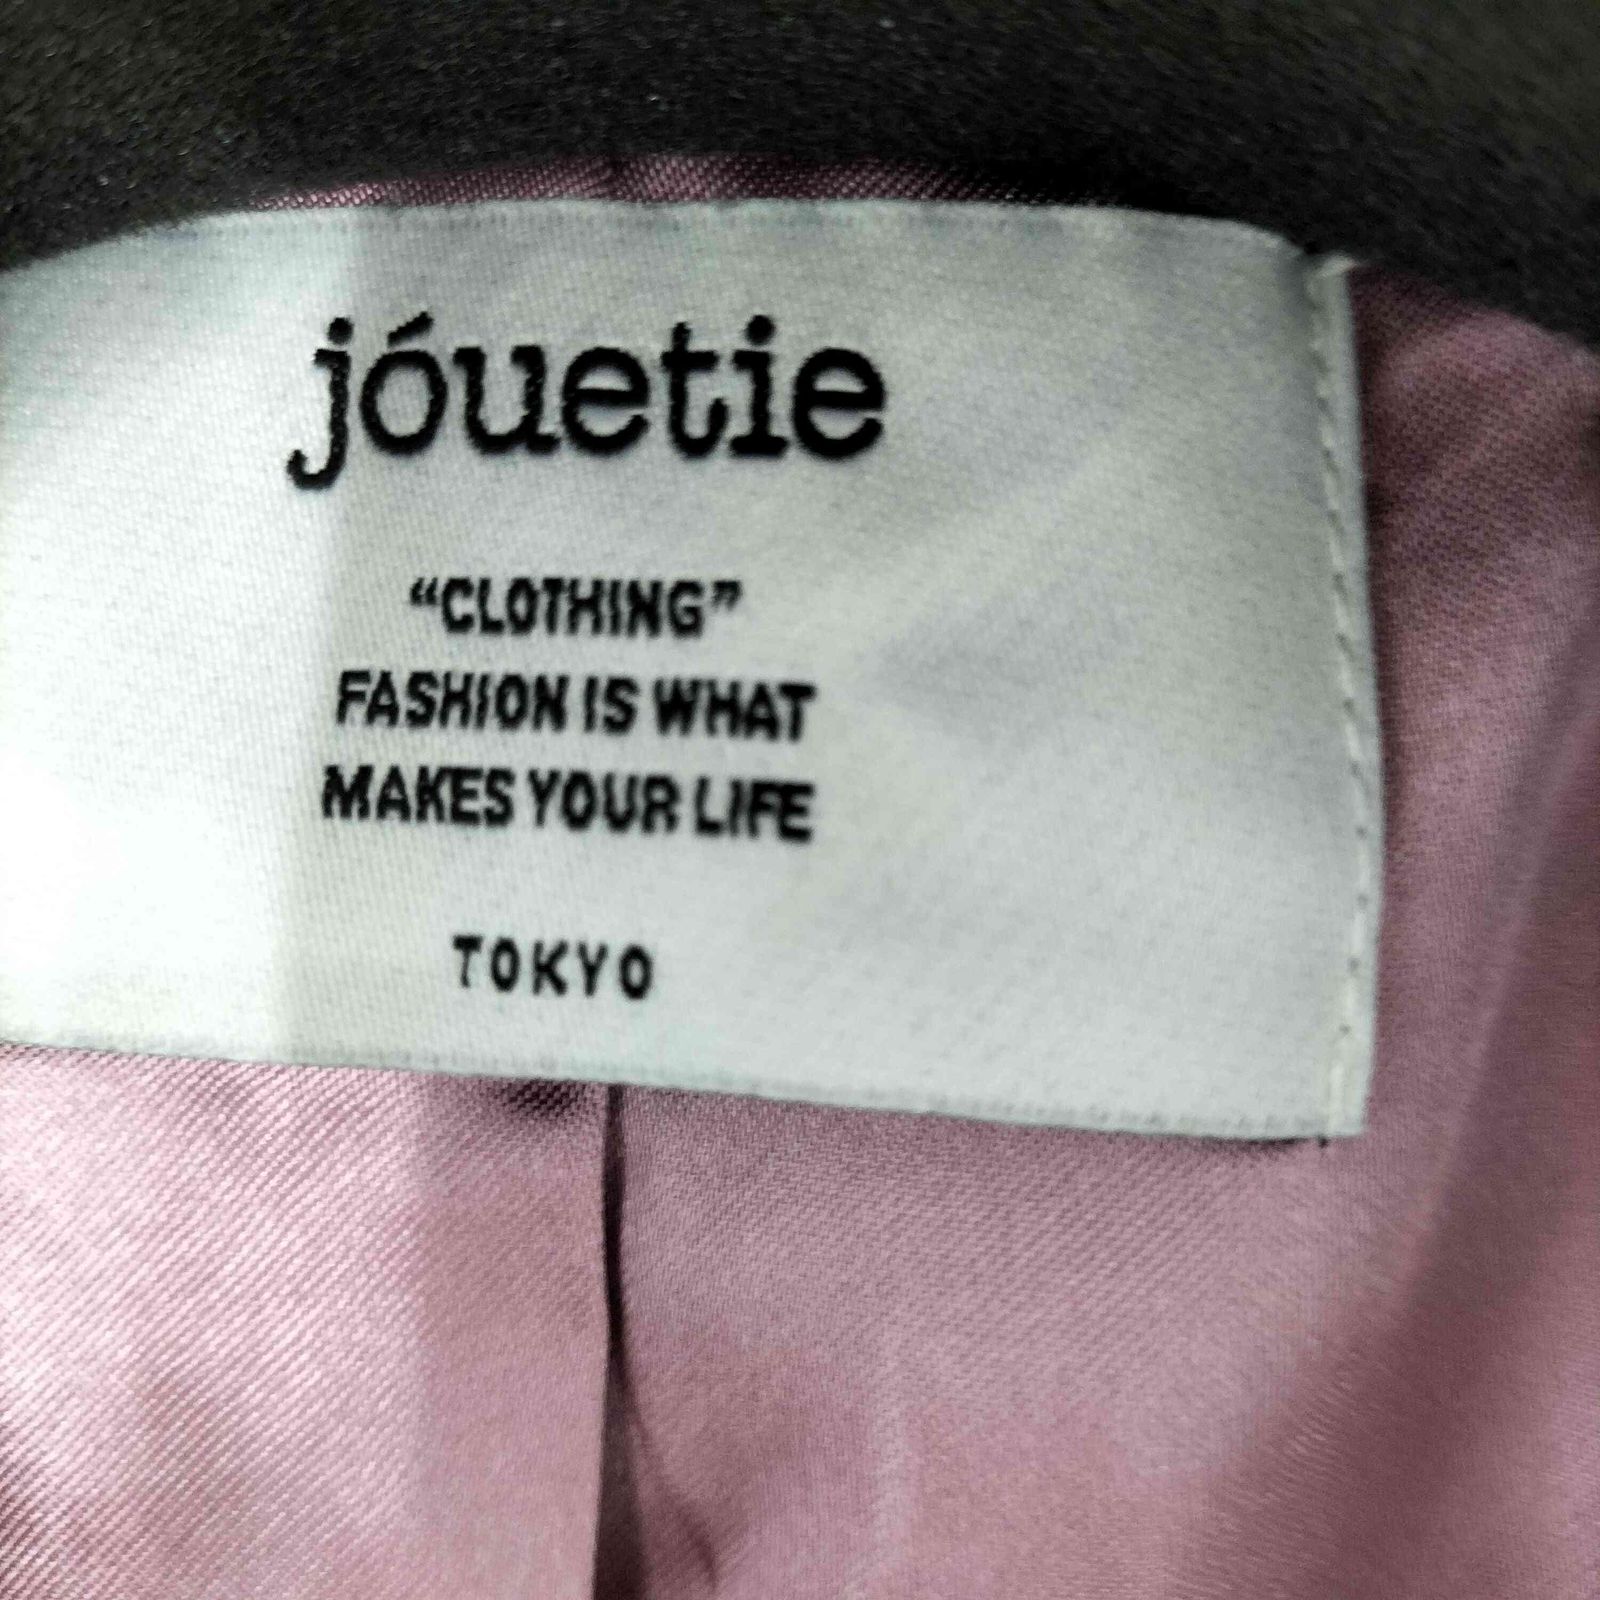 jóuetie
“CLOTHING”
FASHION IS WHAT
MAKES YOUR LIFE
TOKYO